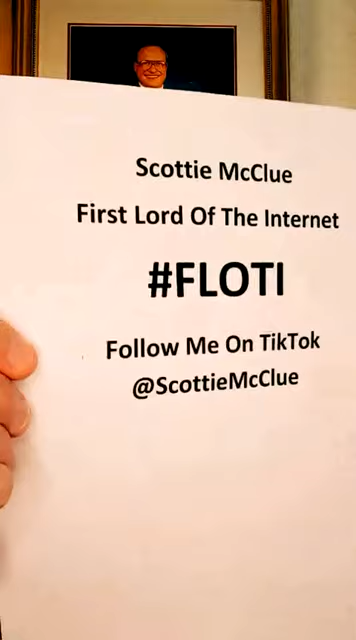 Scottie McClue
First Lord Of The Internet
#FLOTI
Follow Me On TikTok
@ScottieMcClue